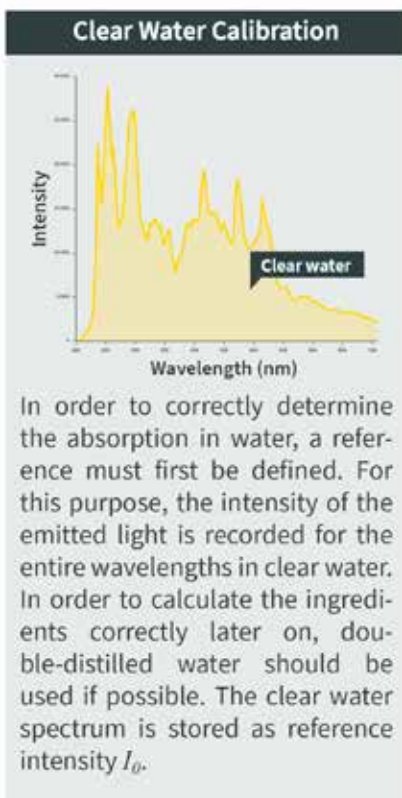 Clear Water Calibration
Intensity
Clear water
Wavelength (nm)
In order to correctly determine
the absorption in water, a refer-
ence must first be defined. For
this purpose, the intensity of the
emitted light is recorded for the
entire wavelengths in clear water.
In order to calculate the ingredi-
ents correctly later on, dou-
ble-distilled water should be
used if possible. The clear water
spectrum is stored as reference
intensity I₀.